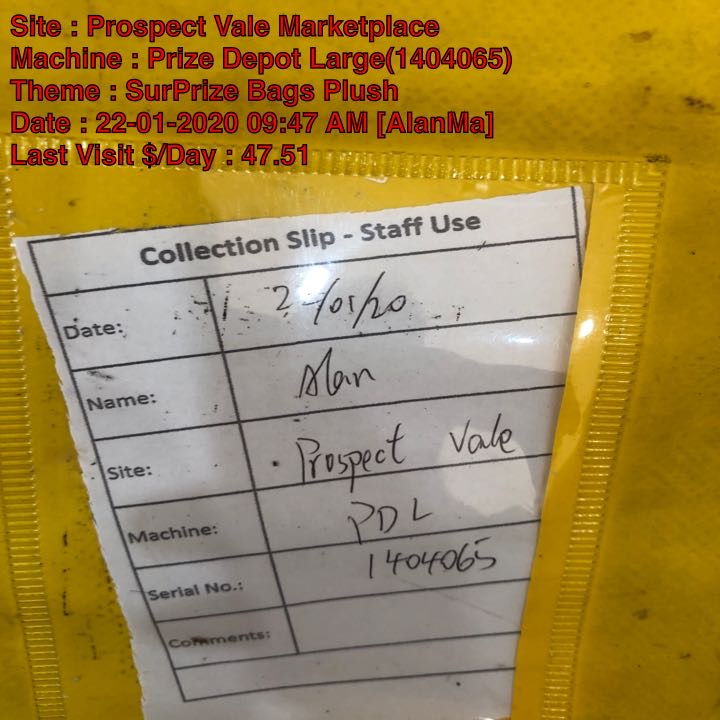 Site : Prospect Vale Marketplace
Machine : Prize Depot Large(1404065)
Theme : SurPrize Bags Plush
Date : 22-01-2020 09:47 AM [AlanMa]
Last Visit $/Day : 47.51
Collection Slip - Staff Use
Date:
Name: Alan
Site: Prospect Vale
Machine: PDL
Serial No.: 1404065
Comments: